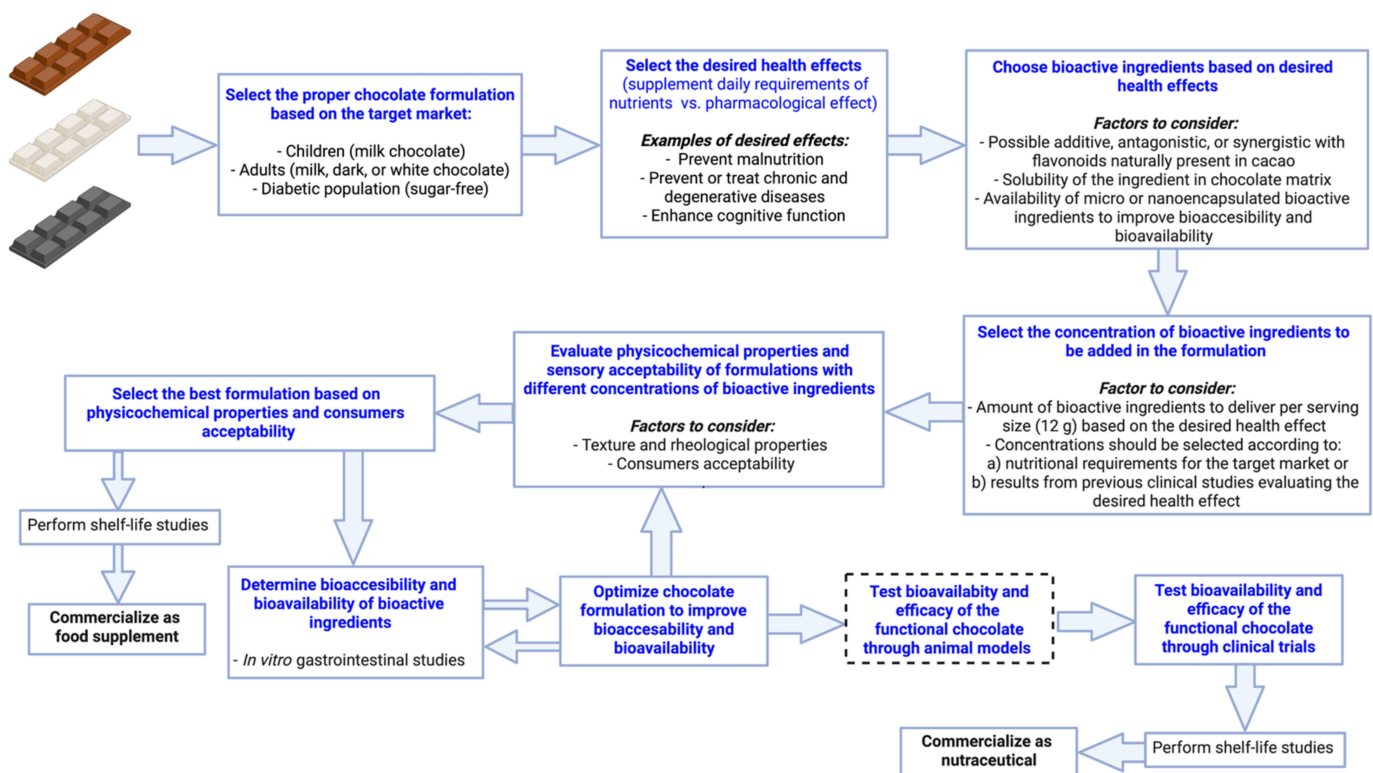 Select the proper chocolate formulation
based on the target market:
- Children (milk chocolate)
- Adults (milk, dark, or white chocolate)
- Diabetic population (sugar-free)
Select the desired health effects
(supplement daily requirements of
nutrients vs. pharmacological effect)
Examples of desired effects:
- Prevent malnutrition
- Prevent or treat chronic and
degenerative diseases
- Enhance cognitive function
Choose bioactive ingredients based on desired
health effects
Factors to consider:
- Possible additive, antagonistic, or synergistic with
flavonoids naturally present in cacao
- Solubility of the ingredient in chocolate matrix
- Availability of micro or nanoencapsulated bioactive
ingredients to improve bioaccesibility and
bioavailability
Select the concentration of bioactive ingredients to
be added in the formulation
Factor to consider:
- Amount of bioactive ingredients to deliver per serving
size (12 g) based on the desired health effect
- Concentrations should be selected according to:
a) nutritional requirements for the target market or
b) results from previous clinical studies evaluating the
desired health effect
Evaluate physicochemical properties and
sensory acceptability of formulations with
different concentrations of bioactive ingredients
Factors to consider:
- Texture and rheological properties
- Consumers acceptability
Select the best formulation based on
physicochemical properties and consumers
acceptability
Perform shelf-life studies
Commercialize as
food supplement
Determine bioaccesibility and
bioavailability of bioactive
ingredients
- In vitro gastrointestinal studies
Optimize chocolate
formulation to improve
bioaccesability and
bioavailability
Test bioavailabity and
efficacy of the
functional chocolate
through animal models
Test bioavailability and
efficacy of the
functional chocolate
through clinical trials
Perform shelf-life studies
Commercialize as
nutraceutical